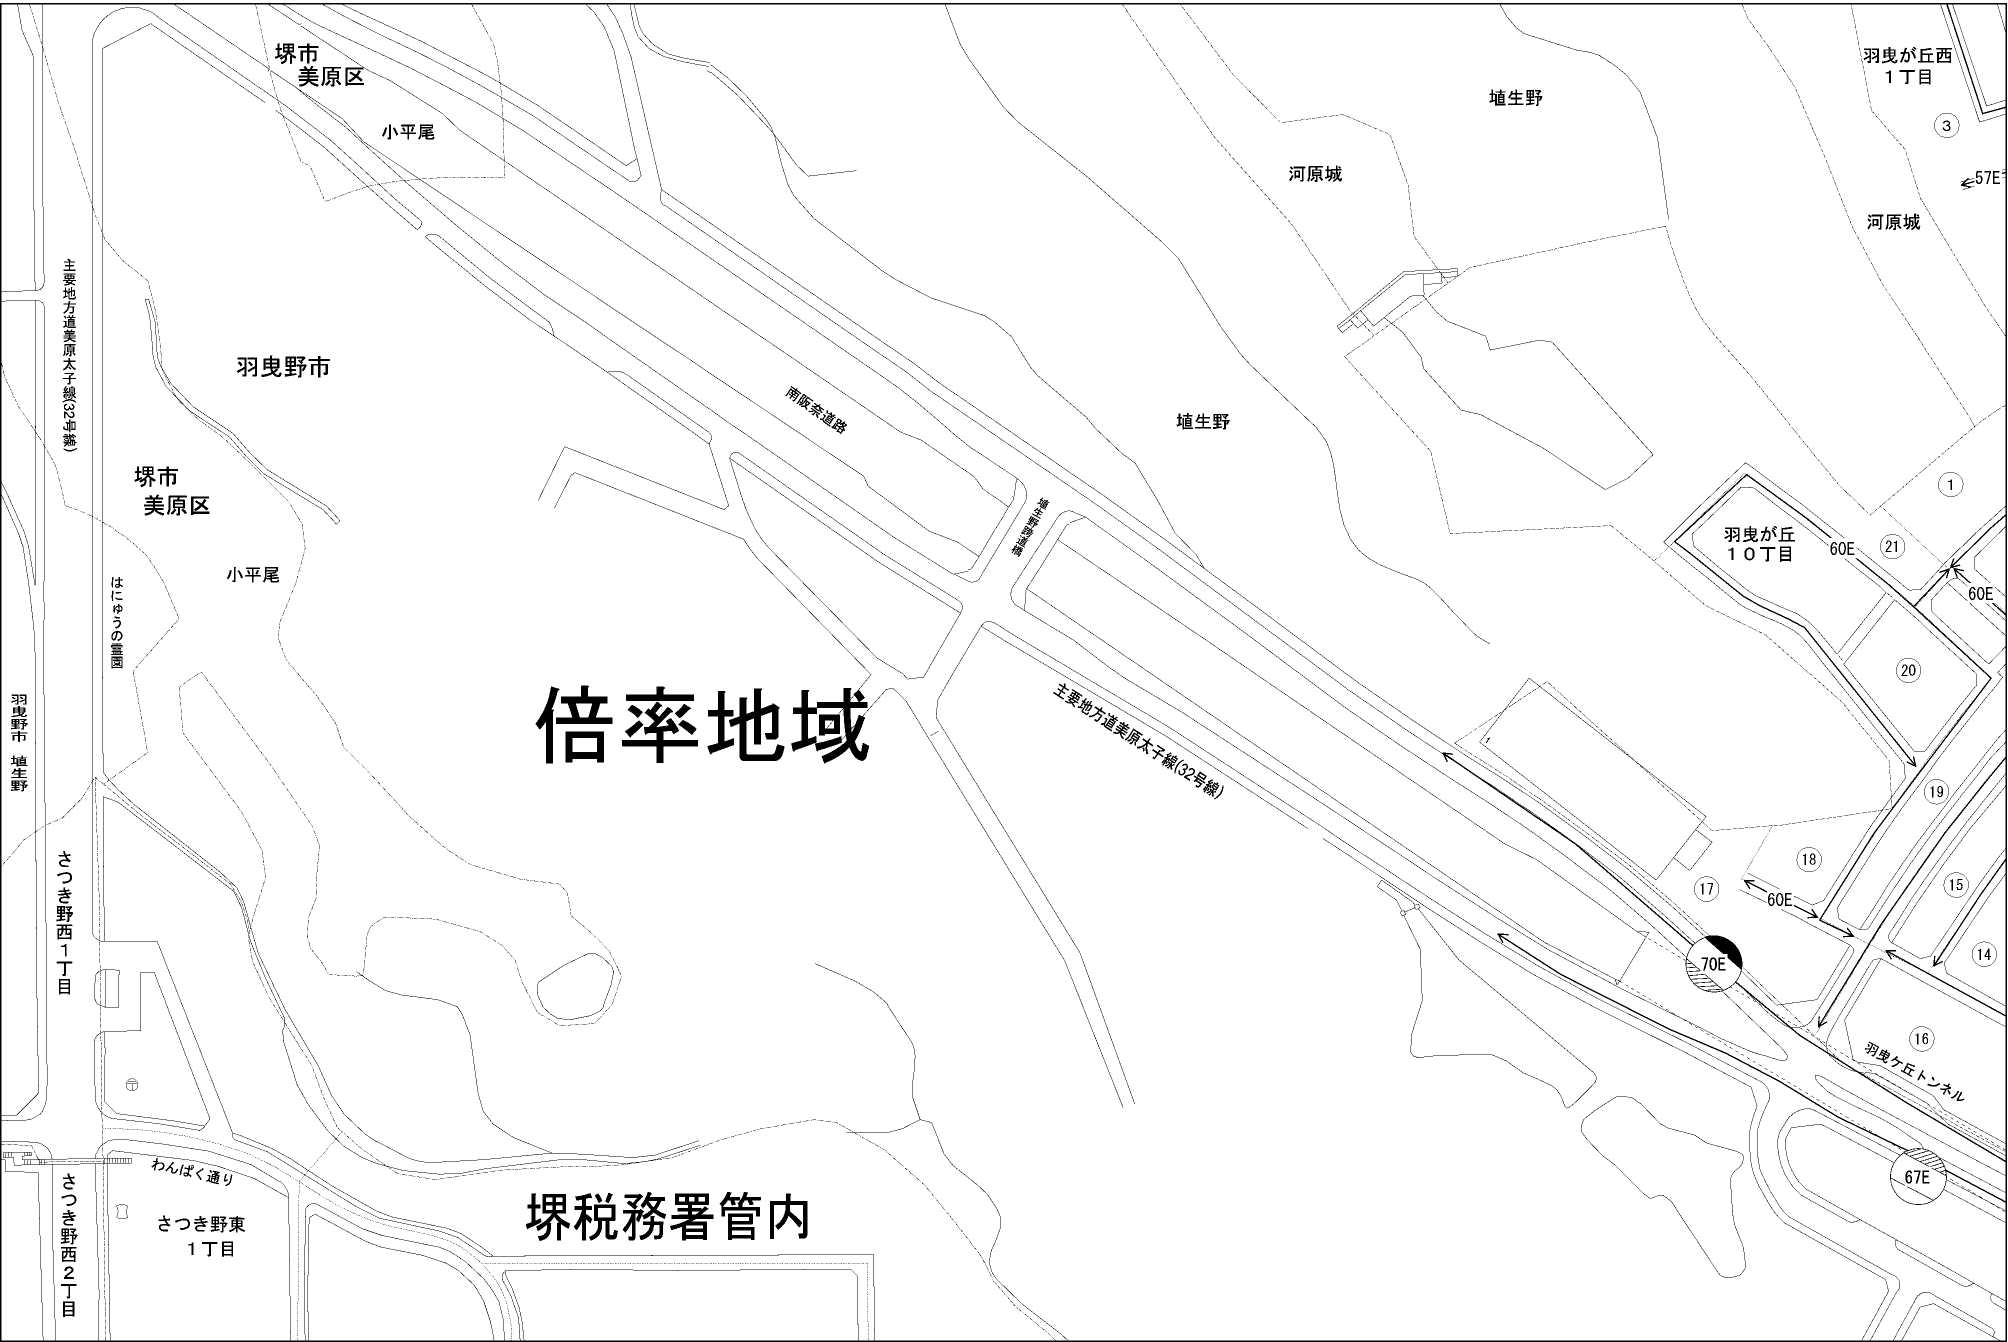 堺市
美原区
小平尾
埴生野
羽曳が丘西
１丁目
3
57E
河原城
河原城
主要地方道美原太子線(32号線)
羽曳野市
南阪奈道路
埴生野
堺市
美原区
小平尾
はにゅうの霊園
埴生野跨道橋
1
羽曳が丘
１０丁目
60E
21
60E
20
倍率地域
主要地方道美原太子線(32号線)
羽曳野市 埴生野
19
18
17
60E
15
14
70E
16
羽曳ケ丘トンネル
67E
さつき野西１丁目
わんぱく通り
さつき野西２丁目
さつき野東
１丁目
堺税務署管内